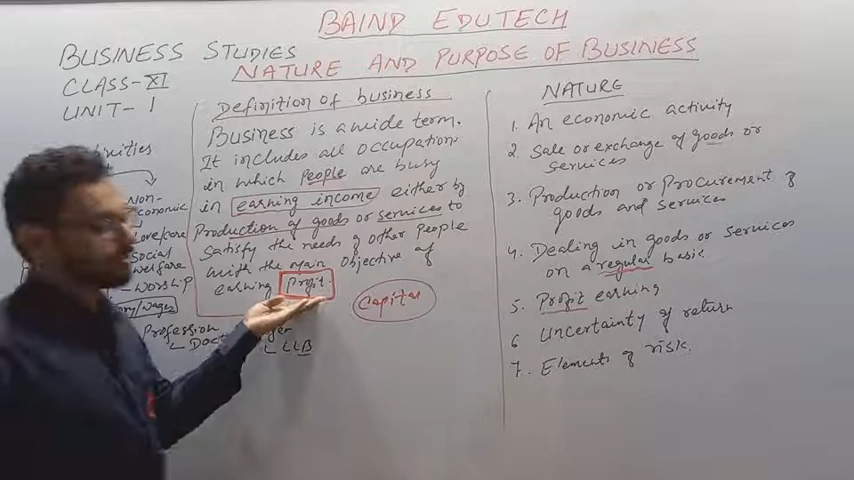 BAIND EDUTECH
BUSINESS STUDIES
NATURE AND PURPOSE OF BUSINESS
CLASS-XI
UNIT-1
Definition of business
Business is a wide term.
It includes all occupation
in which people are busy
in earning income either by
Production of goods or services to
satisfy the needs of other people
with the main objective of
earning Profit.
Capital
Non-
economic
Love/care
Social
welfare
- WORSHIP
/wages
Profession
LLB
NATURE
1. An economic activity
2. Sale or exchange of goods or
services
3. Production or Procurement of
goods and services
4. Dealing in goods or services
on a regular basis
5. Profit earning
6 Uncertainty of return
7. Elements of risk.